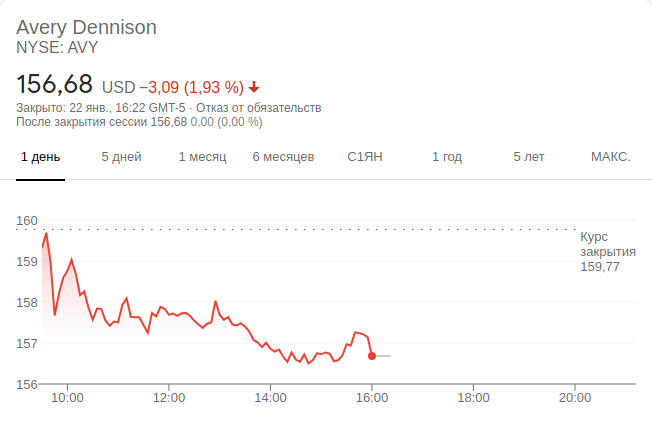 Avery Dennison
NYSE: AVY
156,68 USD −3,09 (1,93 %)
Закрыто: 22 янв., 16:22 GMT-5 · Отказ от обязательств
После закрытия сессии 156,68 0,00 (0,00 %)
1 день 5 дней 1 месяц 6 месяцев С1ЯН 1 год 5 лет МАКС.
160
Курс
закрытия
159,77
159
158
157
156
10:00 12:00 14:00 16:00 18:00 20:00